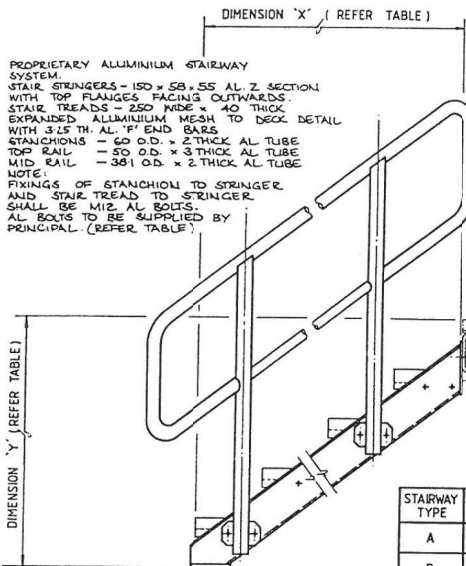 DIMENSION 'X' ( REFER TABLE )
PROPRIETARY ALUMINIUM STAIRWAY
SYSTEM.
STAIR STRINGERS - 150 x 58 x 55 AL. Z SECTION
WITH TOP FLANGES FACING OUTWARDS.
STAIR TREADS - 250 WIDE x 40 THICK
EXPANDED ALUMINIUM MESH TO DECK DETAIL
WITH 3.25 TH. AL. 'F' END BARS
STANCHIONS - 60 O.D. x 2 THICK AL TUBE
TOP RAIL - 50 O.D. x 3 THICK AL TUBE
MID RAIL - 38.1 O.D. x 2 THICK AL TUBE
NOTE:
FIXINGS OF STANCHION TO STRINGER
AND STAIR TREAD TO STRINGER
SHALL BE M12 AL BOLTS.
AL BOLTS TO BE SUPPLIED BY
PRINCIPAL. (REFER TABLE)
DIMENSION 'Y' (REFER TABLE)
STAIRWAY
TYPE
A